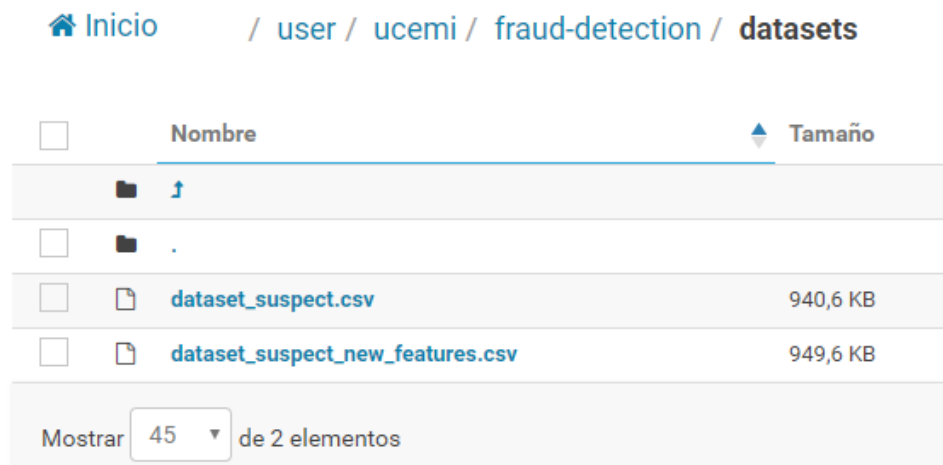 Inicio / user / ucemi / fraud-detection / datasets
Nombre Tamaño
.
dataset_suspect.csv 940,6 KB
dataset_suspect_new_features.csv 949,6 KB
Mostrar 45 de 2 elementos